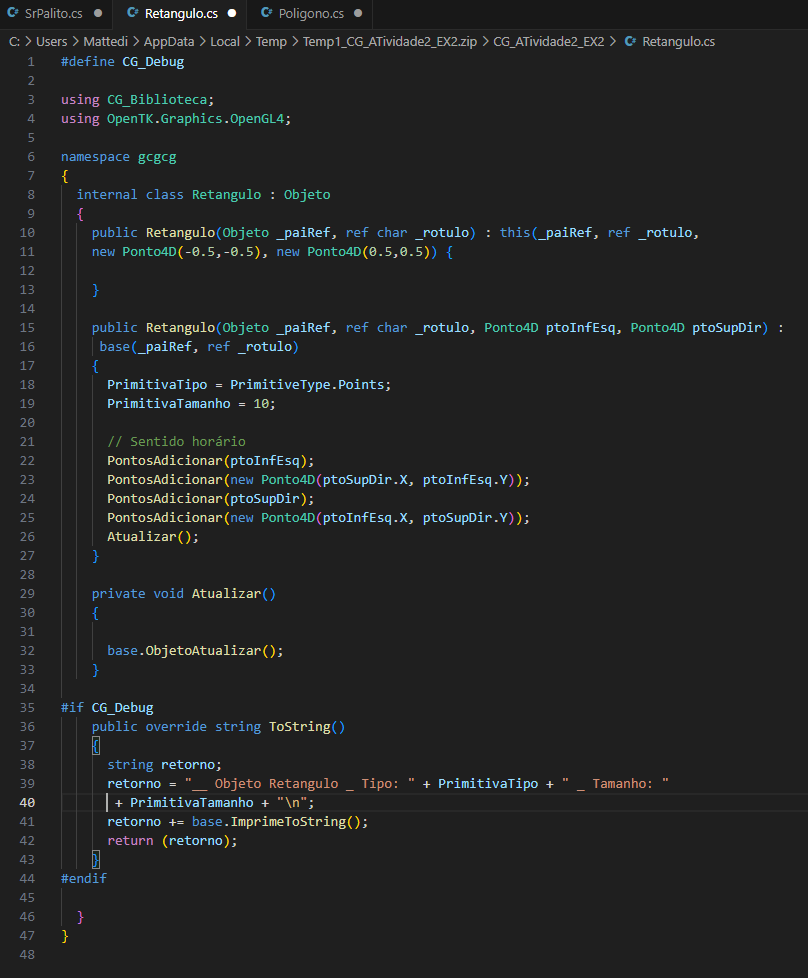 SrPalito.cs ● Retangulo.cs ● Poligono.cs ●
C: > Users > Mattedi > AppData > Local > Temp > Temp1_CG_ATividade2_EX2.zip > CG_ATividade2_EX2 > Retangulo.cs
1 #define CG_Debug
2
3 using CG_Biblioteca;
4 using OpenTK.Graphics.OpenGL4;
5
6 namespace gcgcg
7 {
8   internal class Retangulo : Objeto
9   {
10     public Retangulo(Objeto _paiRef, ref char _rotulo) : this(_paiRef, ref _rotulo,
11     new Ponto4D(-0.5,-0.5), new Ponto4D(0.5,0.5)) {
12
13     }
14
15     public Retangulo(Objeto _paiRef, ref char _rotulo, Ponto4D ptoInfEsq, Ponto4D ptoSupDir) :
16      base(_paiRef, ref _rotulo)
17     {
18       PrimitivaTipo = PrimitiveType.Points;
19       PrimitivaTamanho = 10;
20
21       // Sentido horário
22       PontosAdicionar(ptoInfEsq);
23       PontosAdicionar(new Ponto4D(ptoSupDir.X, ptoInfEsq.Y));
24       PontosAdicionar(ptoSupDir);
25       PontosAdicionar(new Ponto4D(ptoInfEsq.X, ptoSupDir.Y));
26       Atualizar();
27     }
28
29     private void Atualizar()
30     {
31
32       base.ObjetoAtualizar();
33     }
34
35 #if CG_Debug
36     public override string ToString()
37     {
38       string retorno;
39       retorno = "__ Objeto Retangulo _ Tipo: " + PrimitivaTipo + " _ Tamanho: "
40        + PrimitivaTamanho + "\n";
41       retorno += base.ImprimeToString();
42       return (retorno);
43     }
44 #endif
45
46   }
47 }
48